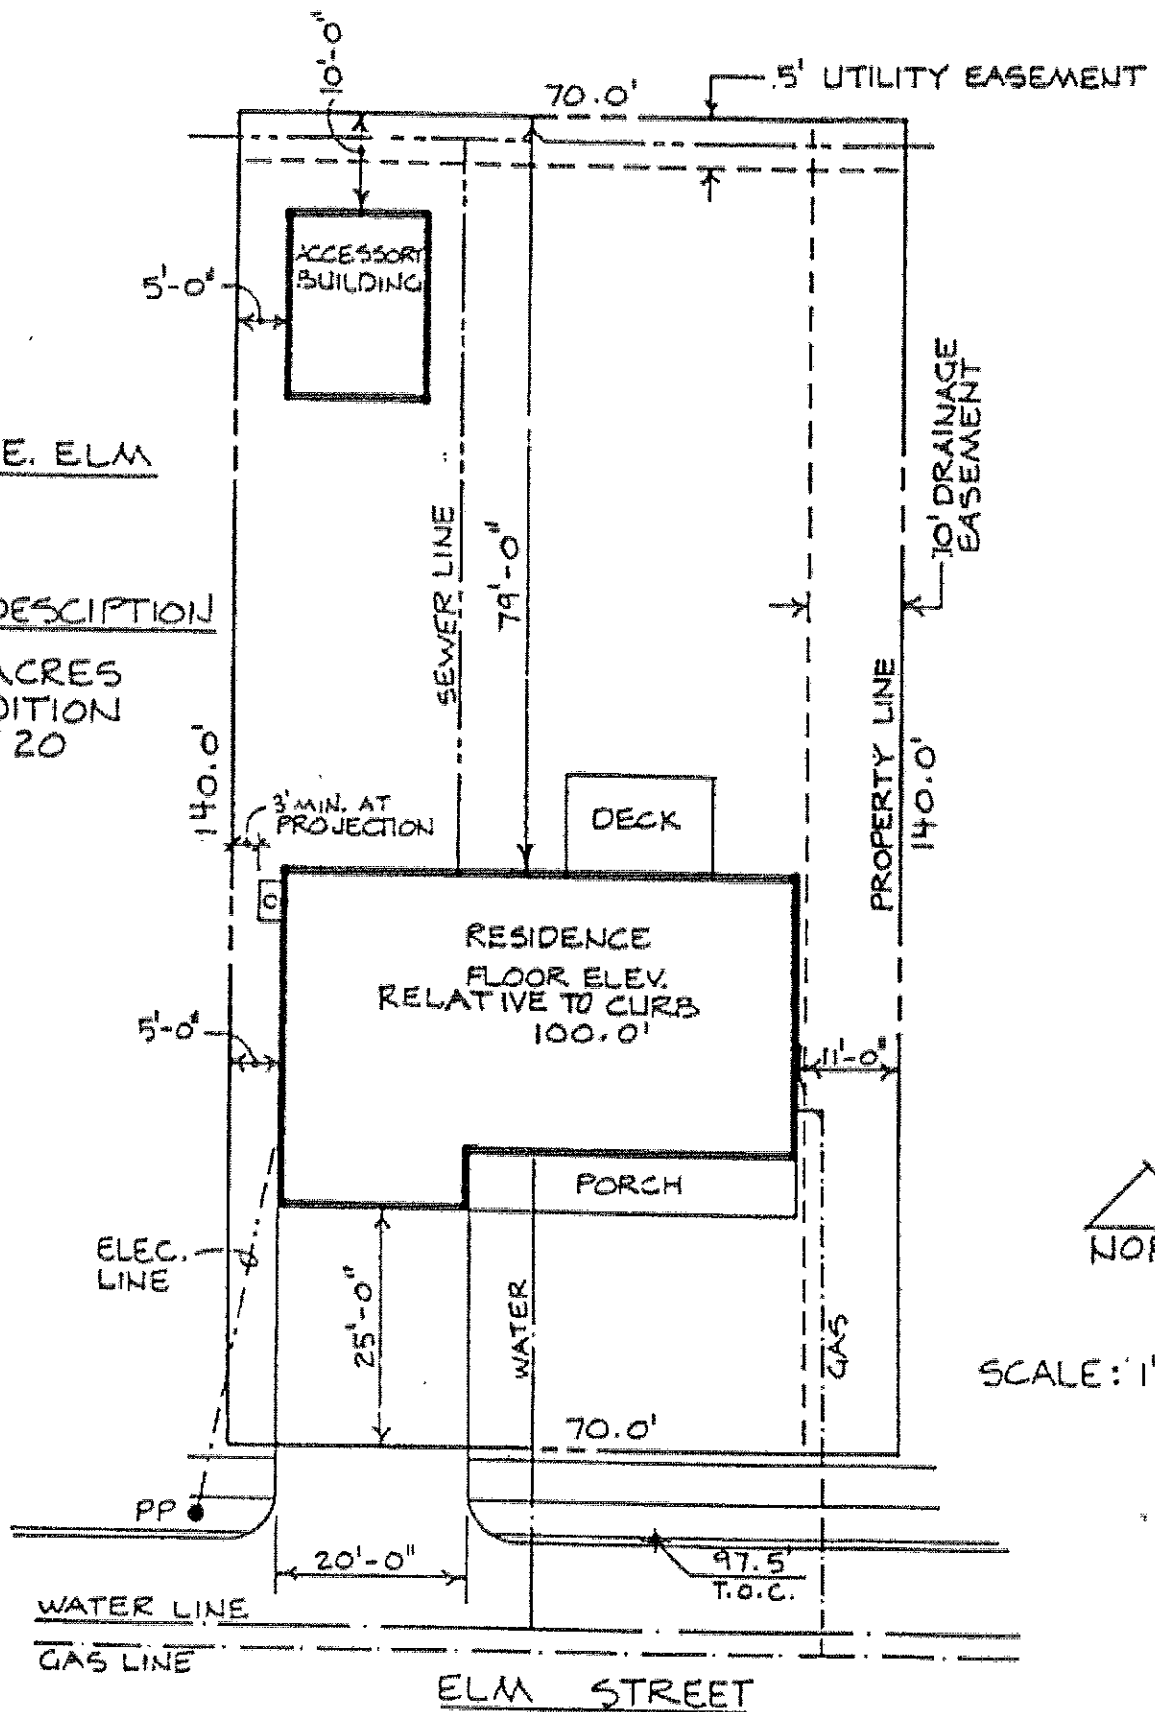 10'-0"
70.0'
5' UTILITY EASEMENT
ACCESSORY
BUILDING
5'-0"
E. ELM
10' DRAINAGE
EASEMENT
SEWER LINE
79'-0"
DESCIPTION
ACRES
DITION
20
140.0'
3' MIN. AT
PROJECTION
DECK
PROPERTY LINE
140.0'
RESIDENCE
FLOOR ELEV.
RELATIVE TO CURB
100.0'
5'-0"
11'-0"
PORCH
ELEC.
LINE
25'-0"
WATER
GAS
NOR
SCALE: 1"
70.0'
PP
20'-0"
97.5'
T.O.C.
WATER LINE
GAS LINE
ELM STREET